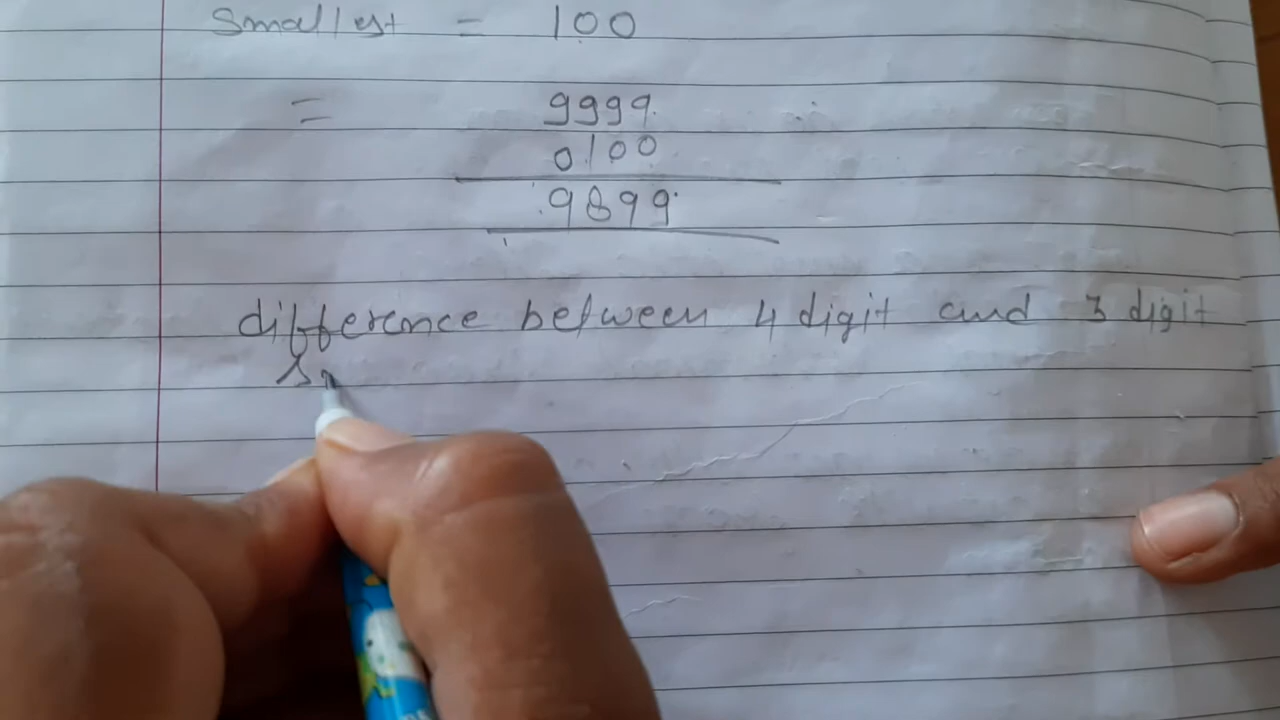 Smallest = 100
= 9999
0100
9899
difference between 4 digit and 3 digit